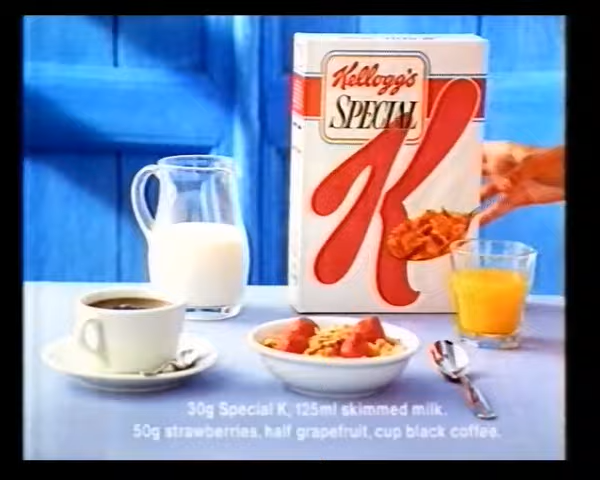 Kellogg's
SPECIAL
K
30g Special K, 125ml skimmed milk.
50g strawberries, half grapefruit, cup black coffee.